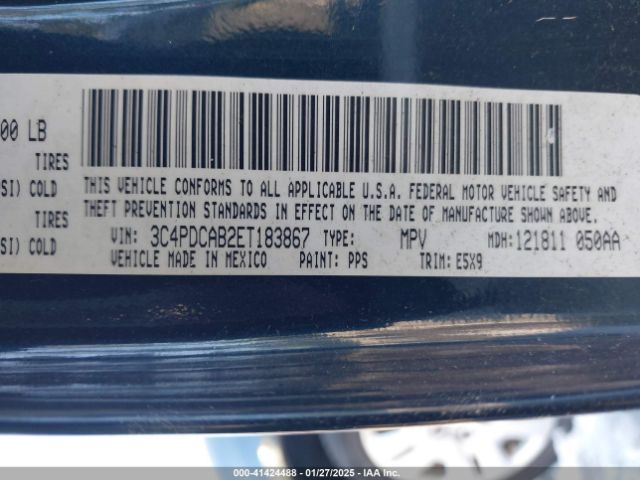 00 LB
TIRES
SI) COLD
THIS VEHICLE CONFORMS TO ALL APPLICABLE U.S.A. FEDERAL MOTOR VEHICLE SAFETY AND
TIRES
THEFT PREVENTION STANDARDS IN EFFECT ON THE DATE OF MANUFACTURE SHOWN ABOVE.
SI) COLD
VIN: 3C4PDCAB2ET183867 TYPE: MPV MDH:121811 050AA
VEHICLE MADE IN MEXICO PAINT: PPS TRIM: E5X9
000-41424488 - 01/27/2025 - IAA Inc.